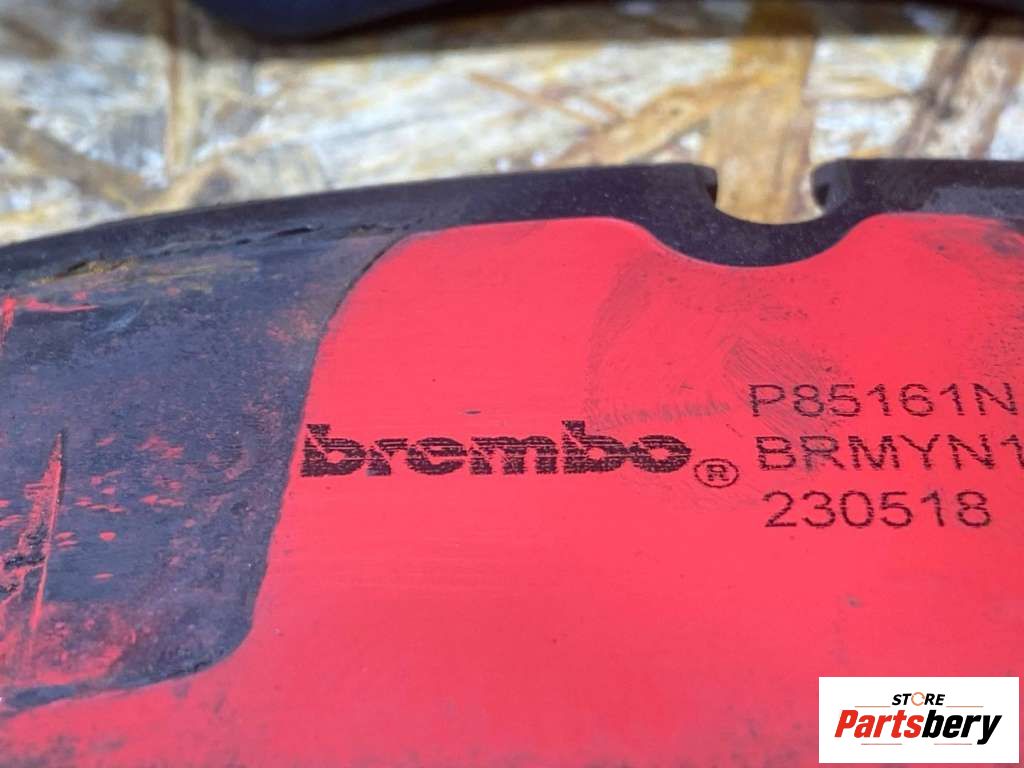 brembo®
P85161N
BRMYN1
230518
STORE
Partsbery